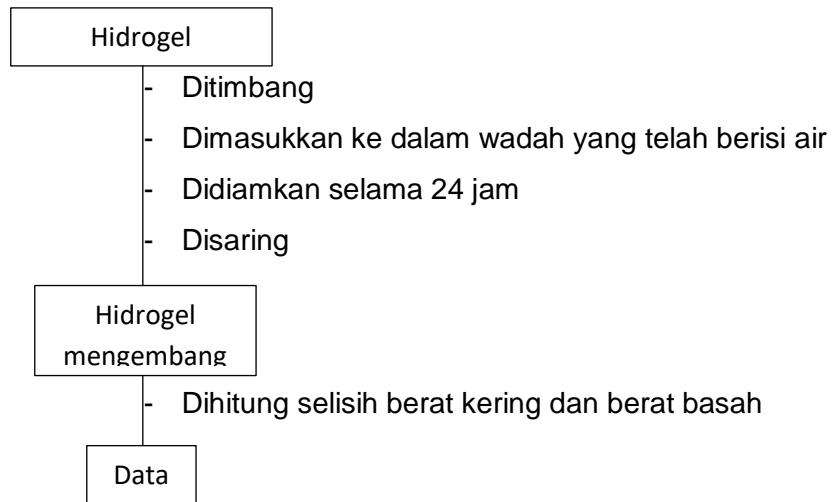 Hidrogel
- Ditimbang
- Dimasukkan ke dalam wadah yang telah berisi air
- Didiamkan selama 24 jam
- Disaring
Hidrogel
mengembang
- Dihitung selisih berat kering dan berat basah
Data